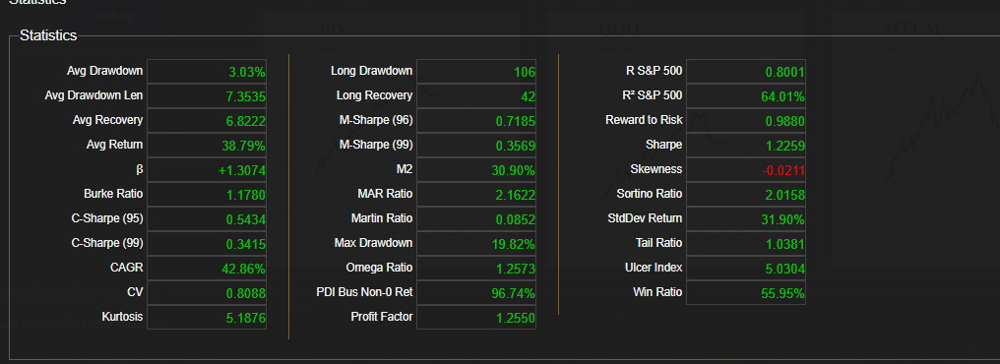 Statistics
SPY
QQQ
MTUM
Statistics
Avg Drawdown 3.03%
Avg Drawdown Len 7.3535
Avg Recovery 6.8222
Avg Return 38.79%
β +1.3074
Burke Ratio 1.1780
C-Sharpe (95) 0.5434
C-Sharpe (99) 0.3415
CAGR 42.86%
CV 0.8088
Kurtosis 5.1876
Long Drawdown 106
Long Recovery 42
M-Sharpe (96) 0.7185
M-Sharpe (99) 0.3569
M2 30.90%
MAR Ratio 2.1622
Martin Ratio 0.0852
Max Drawdown 19.82%
Omega Ratio 1.2573
PDI Bus Non-0 Ret 96.74%
Profit Factor 1.2550
R S&P 500 0.8001
R² S&P 500 64.01%
Reward to Risk 0.9880
Sharpe 1.2259
Skewness -0.0211
Sortino Ratio 2.0158
StdDev Return 31.90%
Tail Ratio 1.0381
Ulcer Index 5.0304
Win Ratio 55.95%